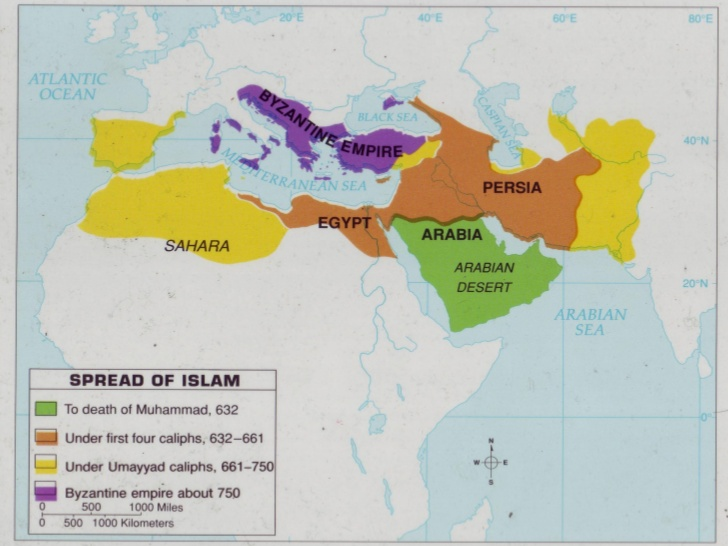 20°E
40°E
60°E
80°E
ATLANTIC
OCEAN
BYZANTINE EMPIRE
BLACK SEA
CASPIAN SEA
40°N
MEDITERRANEAN SEA
PERSIA
EGYPT
SAHARA
ARABIA
ARABIAN
DESERT
20°N
ARABIAN
SEA
SPREAD OF ISLAM
To death of Muhammad, 632
Under first four caliphs, 632–661
Under Umayyad caliphs, 661–750
Byzantine empire about 750
0 500 1000 Miles
0 500 1000 Kilometers
0°
N
W E
S